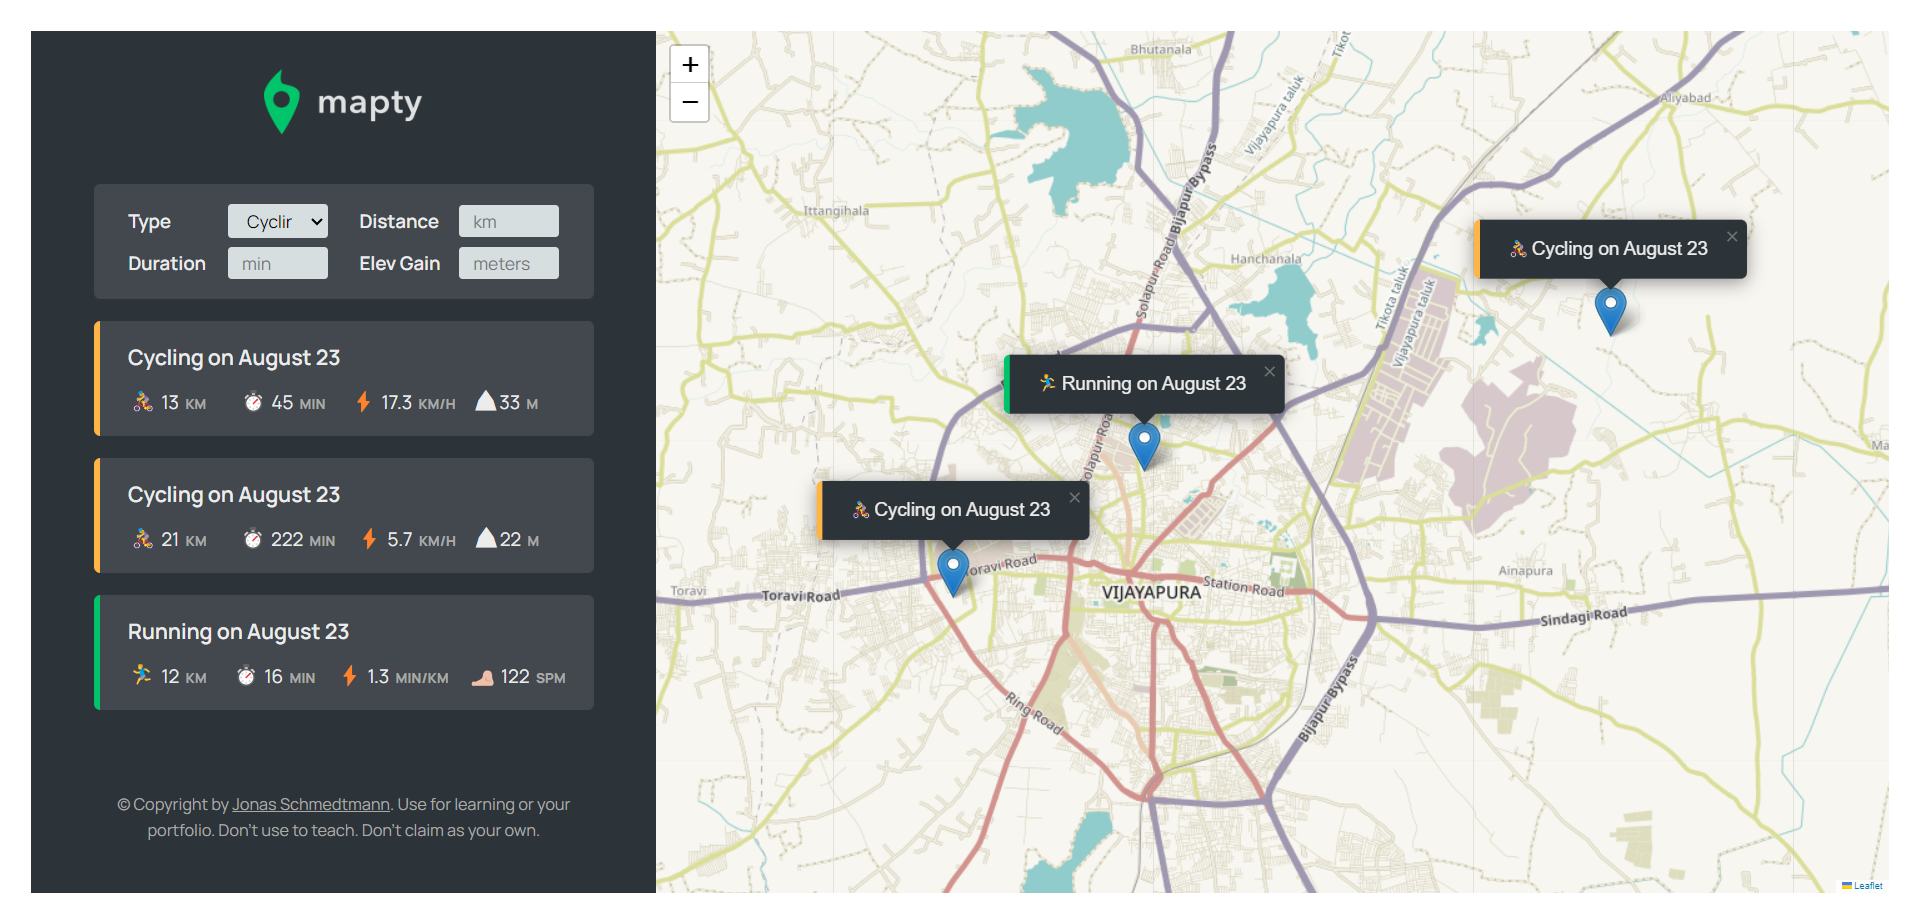 mapty
Type Cyclir Distance km
Duration min Elev Gain meters
Cycling on August 23
13 KM 45 MIN 17.3 KM/H 33 M
Cycling on August 23
21 KM 222 MIN 5.7 KM/H 22 M
Running on August 23
12 KM 16 MIN 1.3 MIN/KM 122 SPM
© Copyright by Jonas Schmedtmann. Use for learning or your
portfolio. Don't use to teach. Don't claim as your own.
+
−
Bhutanala
Tikot
Vijayapura taluk
Aliyabad
Bijapur Bypass
Ittangihala
Solapur Road
Hanchanala
Tikota taluk
Vijayapura taluk
Cycling on August 23
×
Running on August 23
×
olapur Roa
Ma
Cycling on August 23
×
Toravi
Toravi Road
oravi Road
VIJAYAPURA
Station Road
Ainapura
Sindagi Road
Ring Road
Bijapur Bypass
Leaflet